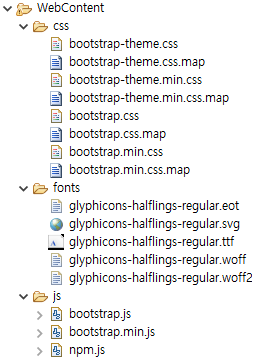 WebContent
css
bootstrap-theme.css
bootstrap-theme.css.map
bootstrap-theme.min.css
bootstrap-theme.min.css.map
bootstrap.css
bootstrap.css.map
bootstrap.min.css
bootstrap.min.css.map
fonts
glyphicons-halflings-regular.eot
glyphicons-halflings-regular.svg
glyphicons-halflings-regular.ttf
glyphicons-halflings-regular.woff
glyphicons-halflings-regular.woff2
js
bootstrap.js
bootstrap.min.js
npm.js